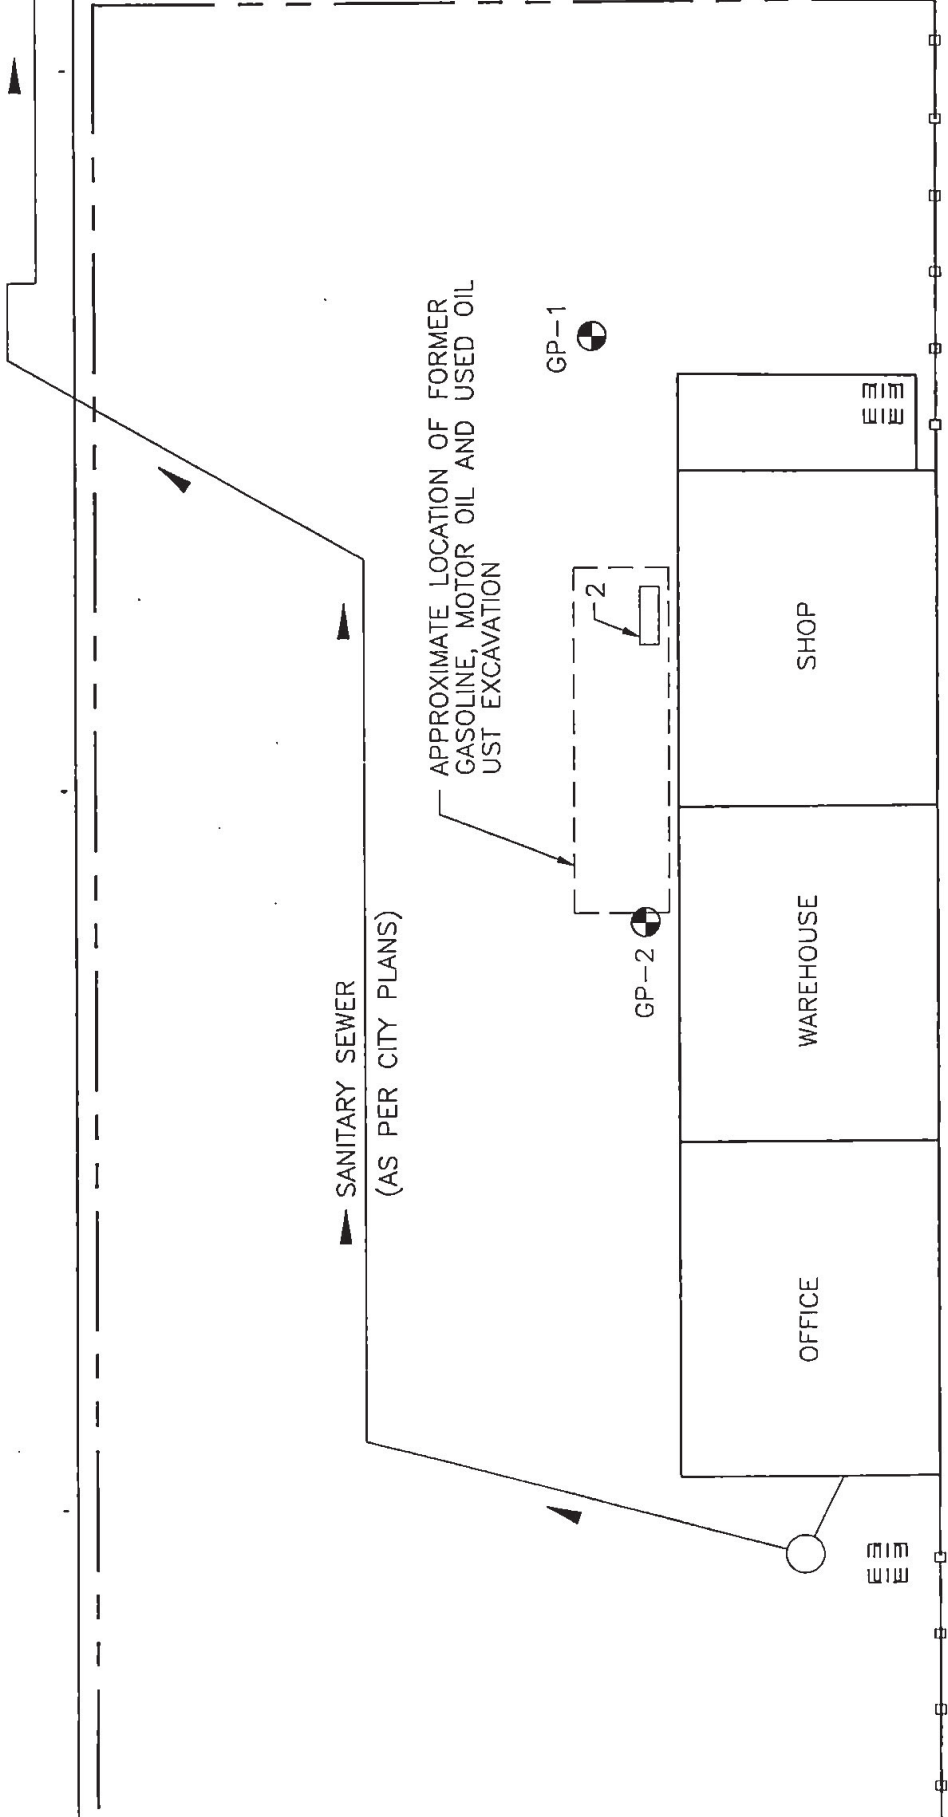 SANITARY SEWER
(AS PER CITY PLANS)
APPROXIMATE LOCATION OF FORMER
GASOLINE, MOTOR OIL AND USED OIL
UST EXCAVATION
GP-1
2
GP-2
OFFICE
WAREHOUSE
SHOP